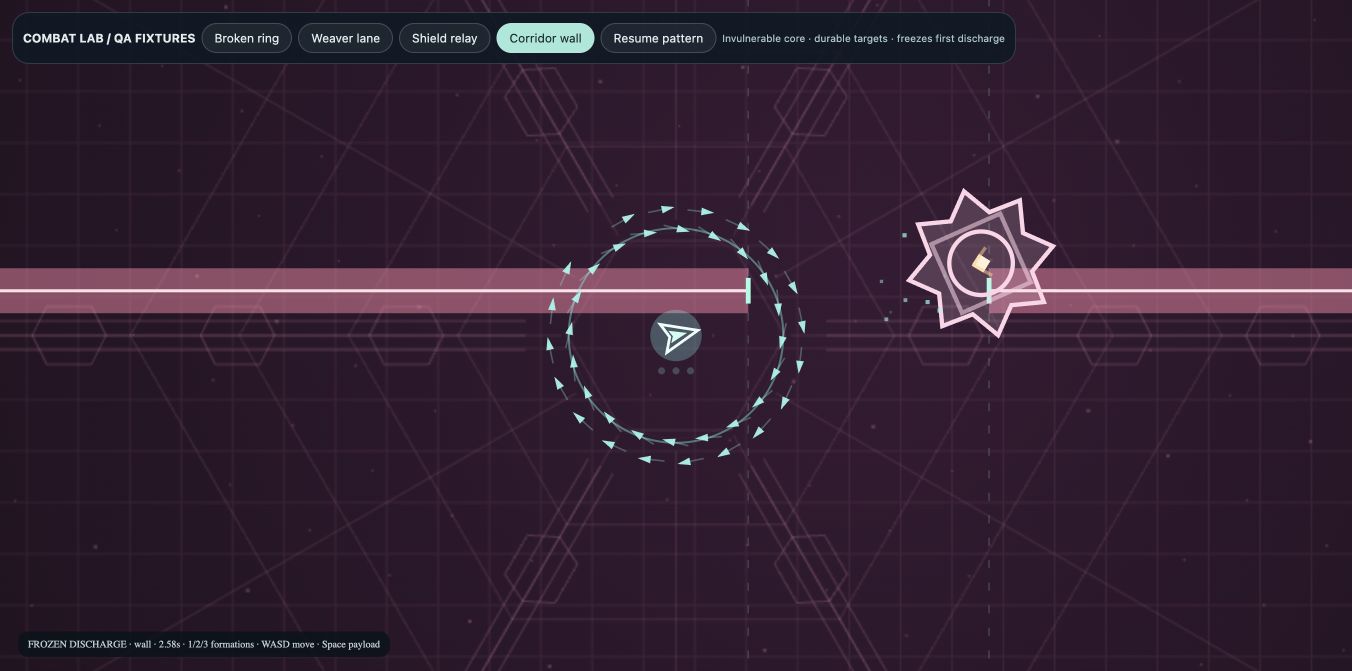 COMBAT LAB / QA FIXTURES Broken ring Weaver lane Shield relay Corridor wall Resume pattern Invulnerable core · durable targets · freezes first discharge
FROZEN DISCHARGE · wall · 2.58s · 1/2/3 formations · WASD move · Space payload